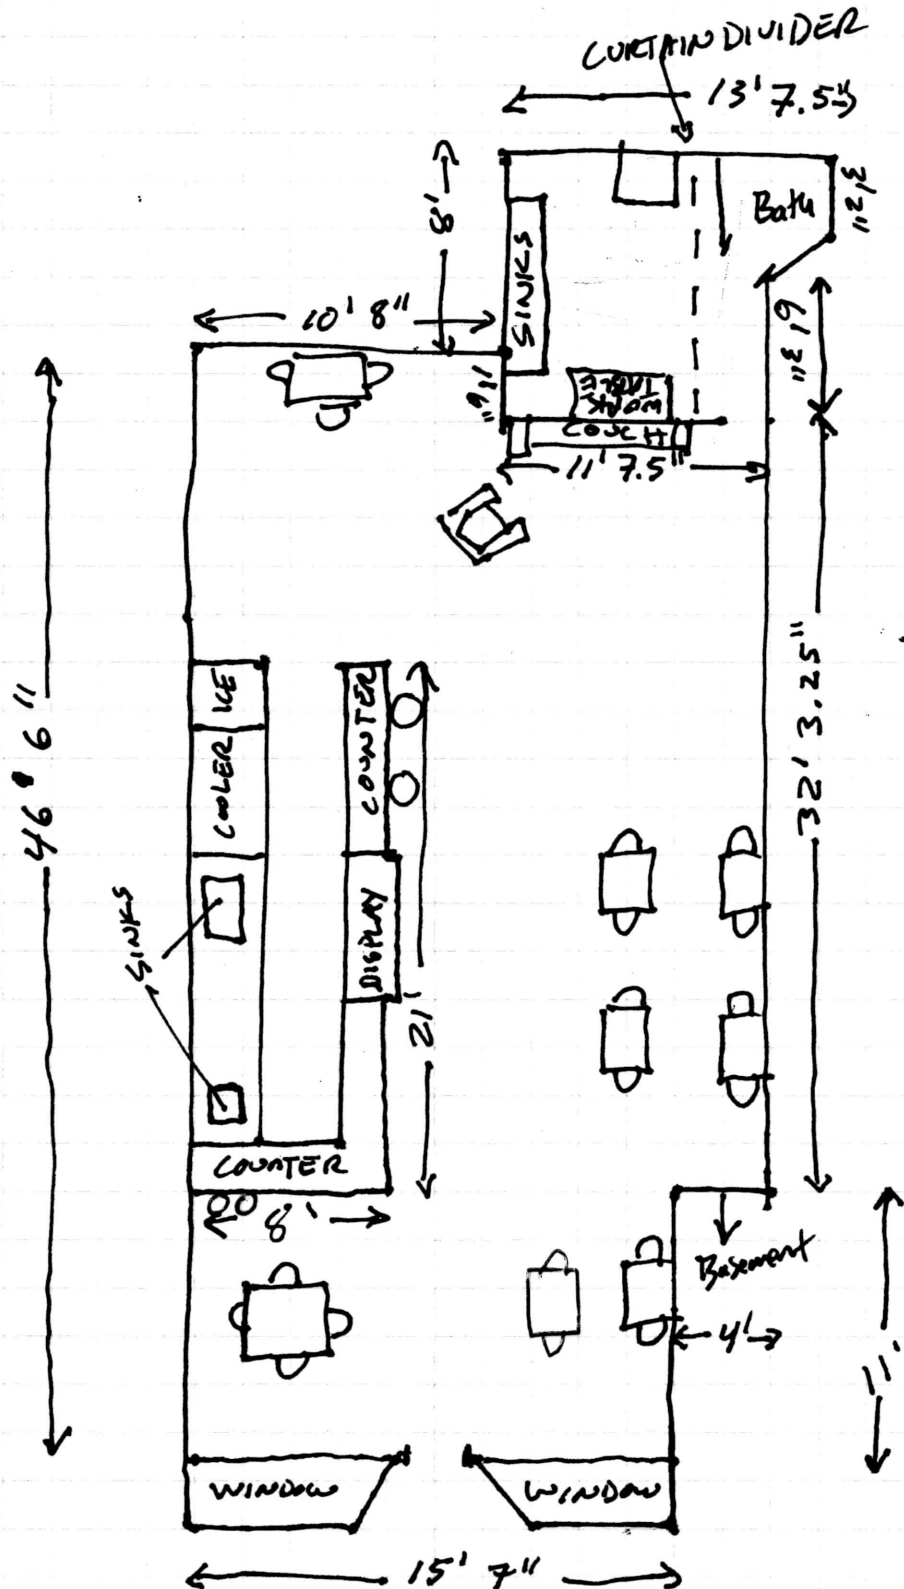 CURTAIN DIVIDER
13' 7.5"
8'
Bath
3'2"
SINKS
10' 8"
6'3"
WORK
TABLE
1'6"
COUCH
11' 7.5"
ICE
COUNTER
COOLER
32' 3.25"
46' 6"
SINKS
DISPLAY
21'
COUNTER
8'
Basement
4'
11'
WINDOW
WINDOW
15' 7"